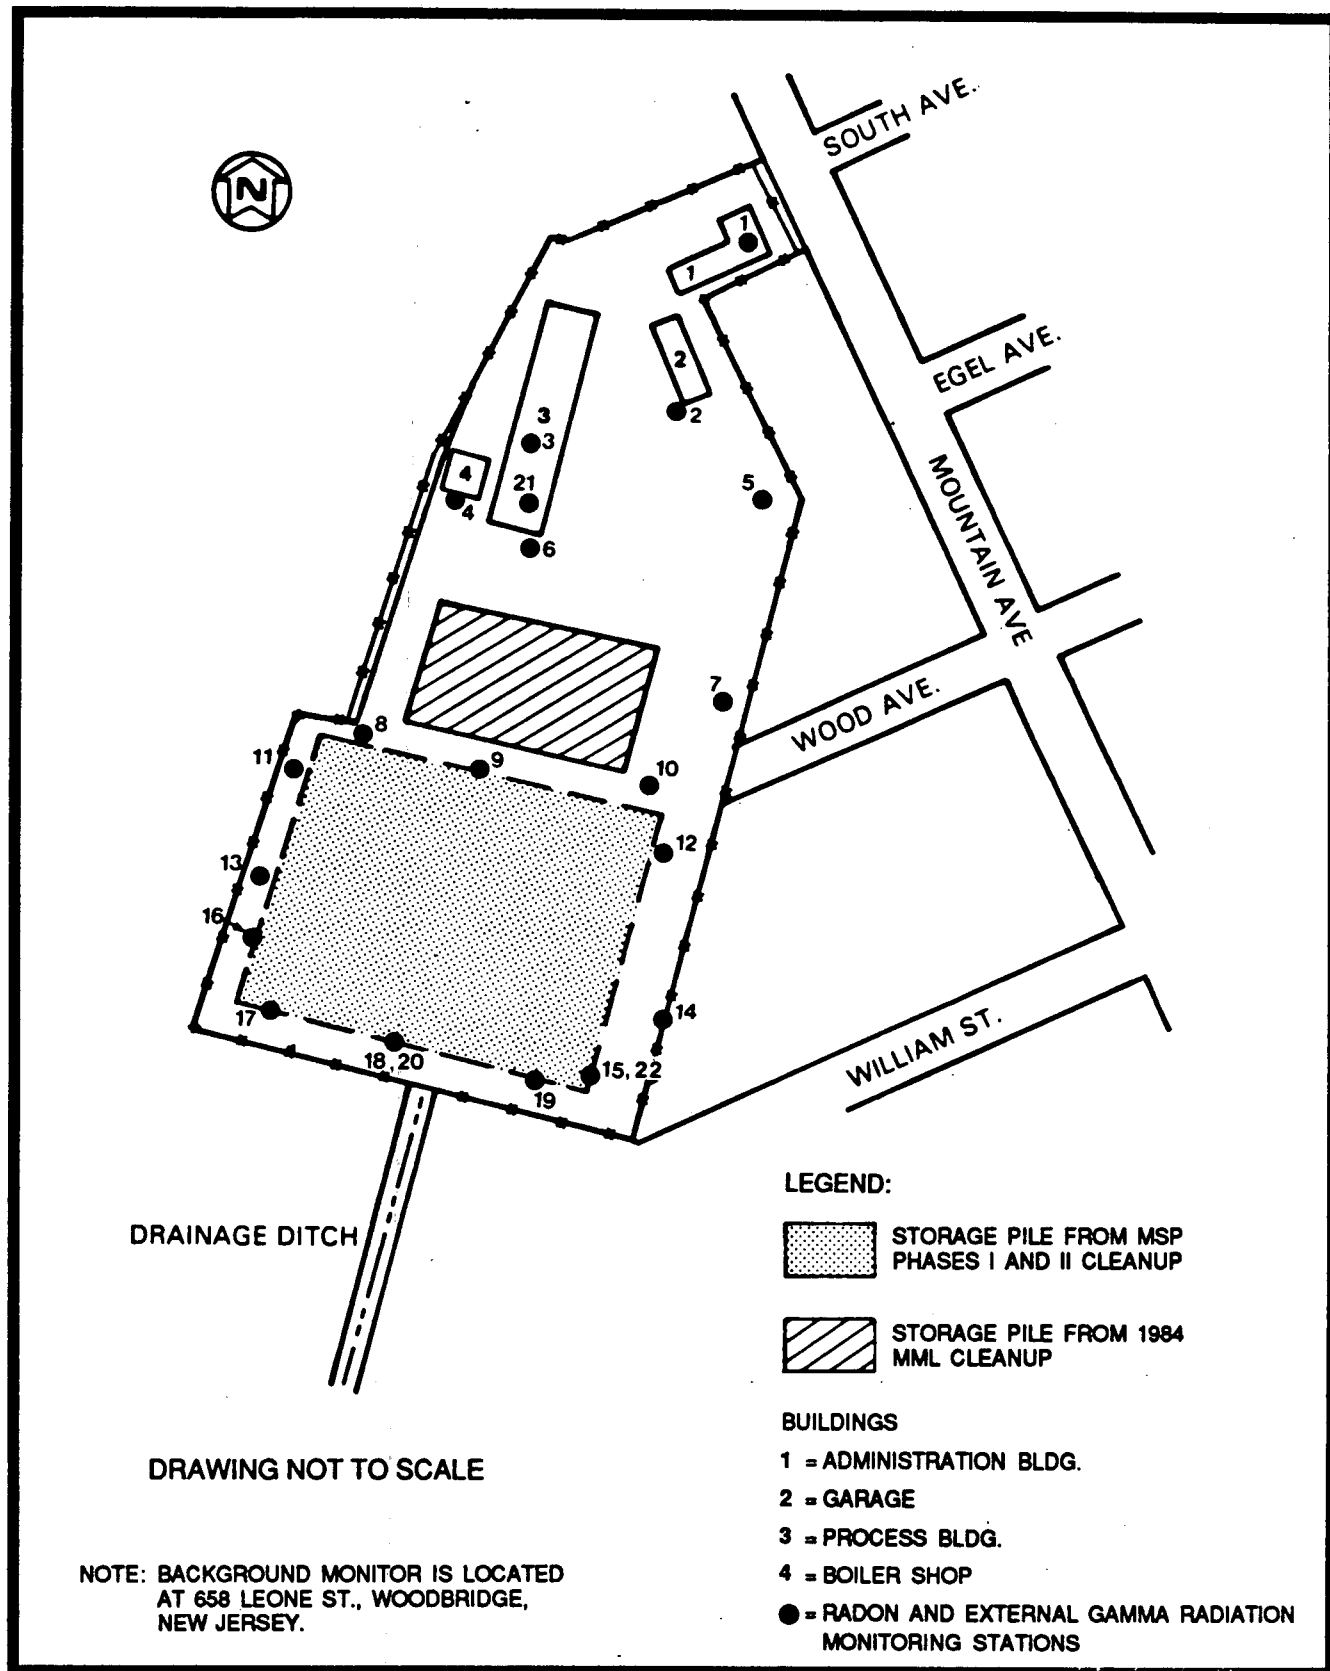 SOUTH AVE.
N
1
1
EGEL AVE.
2
2
3
3
MOUNTAIN AVE
4
21
5
4
6
7
WOOD AVE.
8
9
11
10
12
13
16
17
14
WILLIAM ST.
18, 20
15, 22
19
DRAINAGE DITCH
LEGEND:
STORAGE PILE FROM MSP
PHASES I AND II CLEANUP
STORAGE PILE FROM 1984
MML CLEANUP
BUILDINGS
1 = ADMINISTRATION BLDG.
2 = GARAGE
3 = PROCESS BLDG.
4 = BOILER SHOP
= RADON AND EXTERNAL GAMMA RADIATION
MONITORING STATIONS
DRAWING NOT TO SCALE
NOTE: BACKGROUND MONITOR IS LOCATED
AT 658 LEONE ST., WOODBRIDGE,
NEW JERSEY.